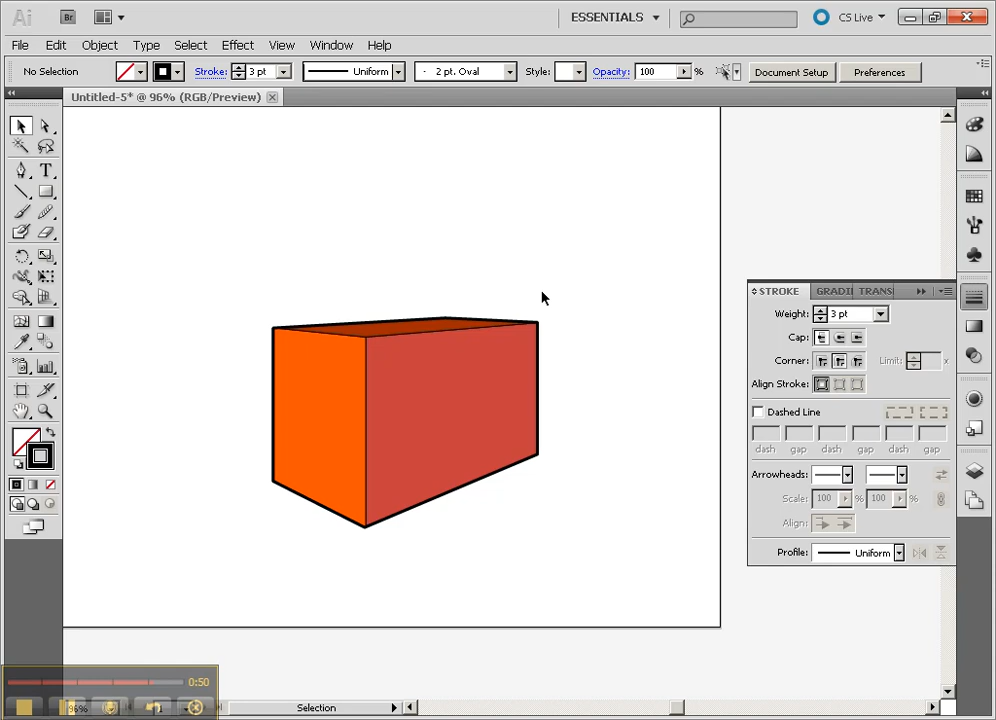 Ai Br ESSENTIALS CS Live
File Edit Object Type Select Effect View Window Help
No Selection Stroke: 3 pt Uniform 2 pt. Oval Style: Opacity: 100 % Document Setup Preferences
Untitled-5* @ 96% (RGB/Preview)
STROKE GRADI TRANS
Weight: 3 pt
Cap:
Corner: Limit: x
Align Stroke:
Dashed Line
dash gap dash gap dash gap
Arrowheads:
Scale: 100 % 100 %
Align:
Profile: Uniform
0:50
96% 1 Selection